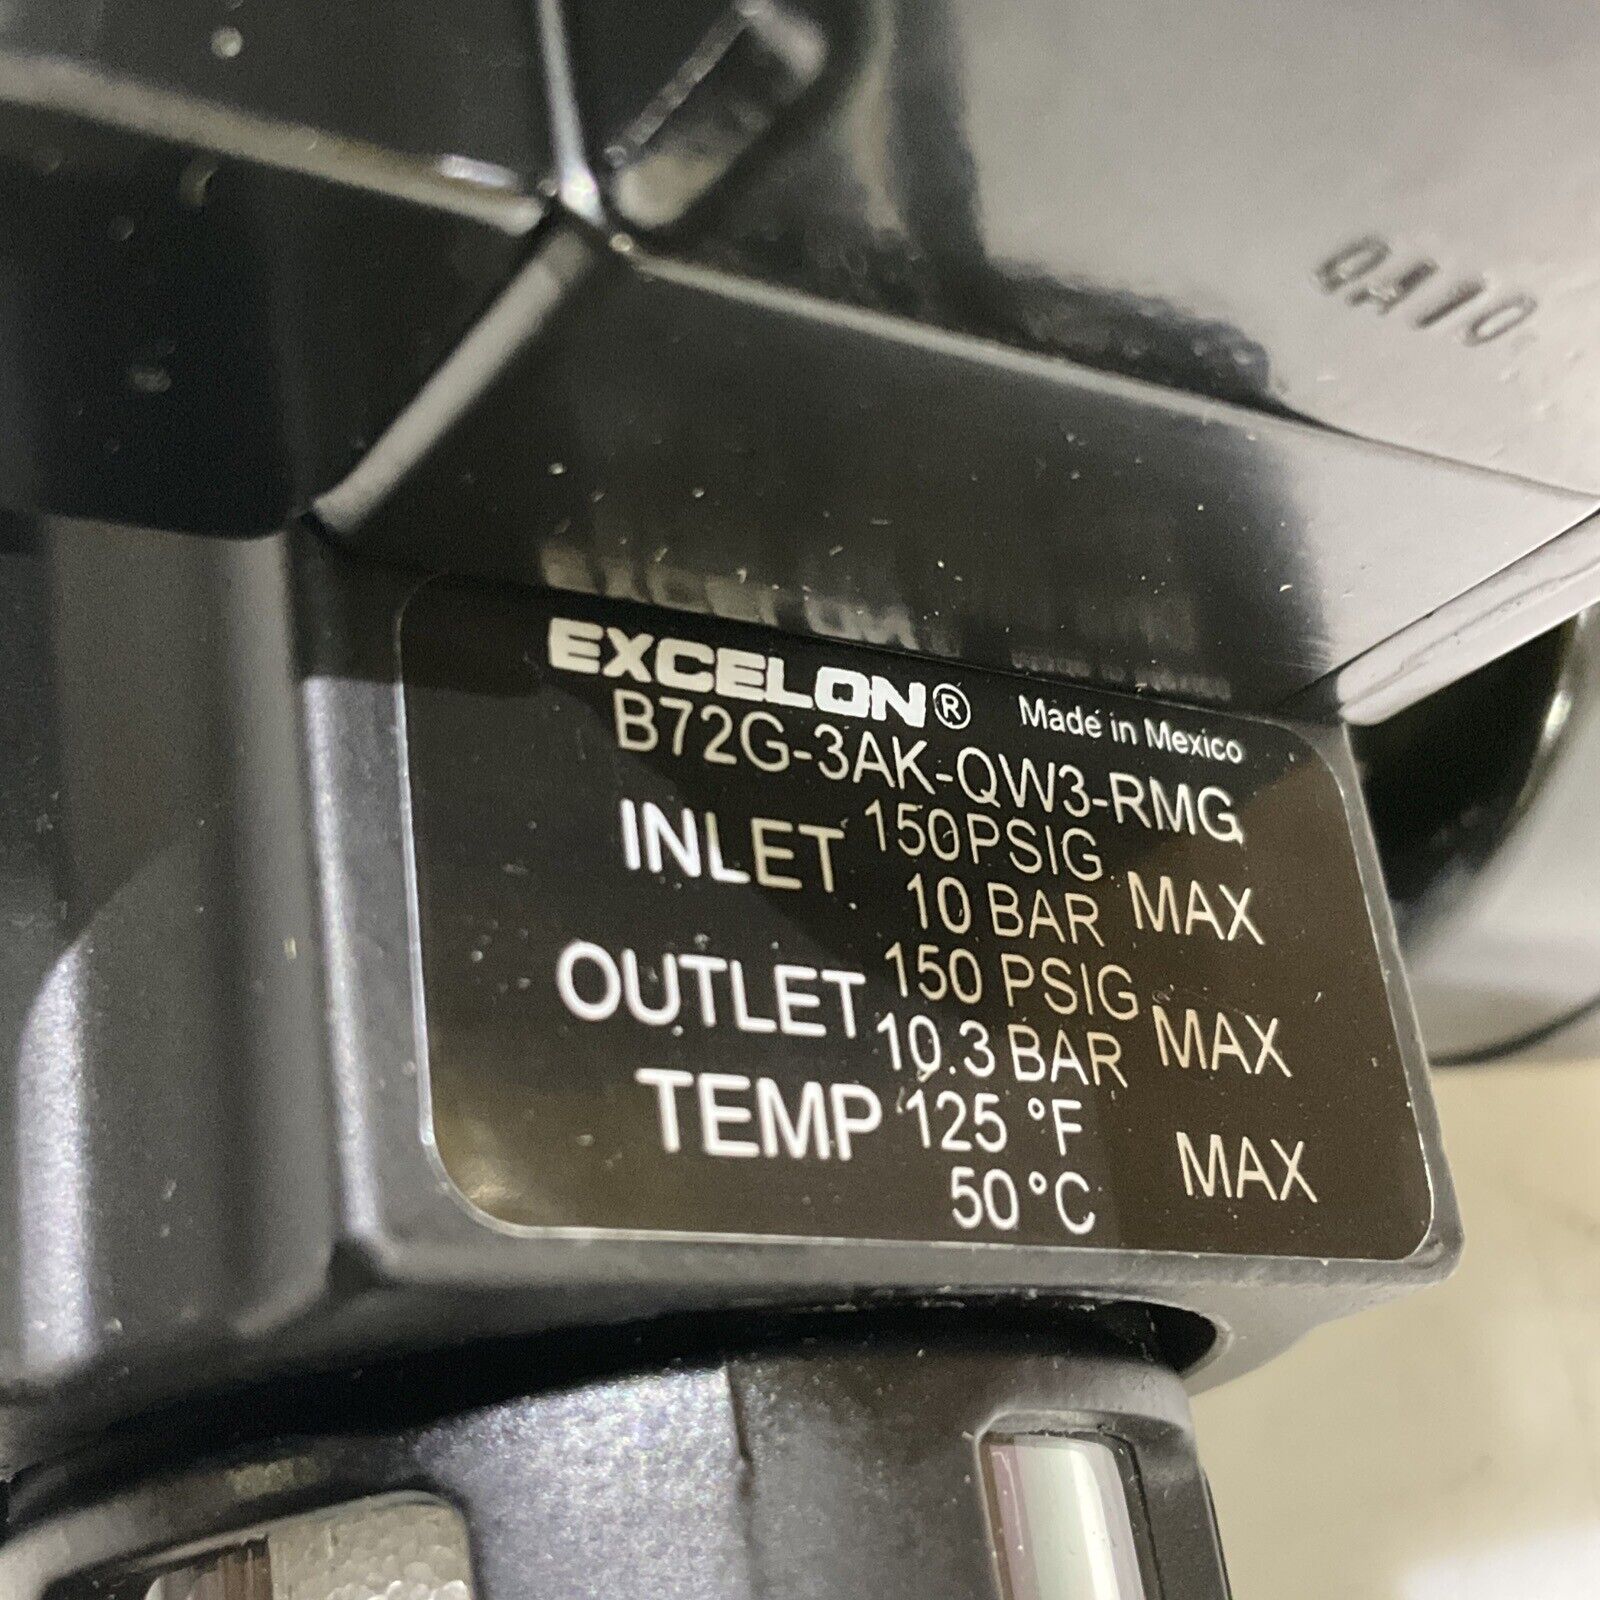 QA10
EXCELON® Made in Mexico
B72G-3AK-QW3-RMG
INLET 150PSIG
10 BAR MAX
OUTLET 150 PSIG
10.3 BAR MAX
TEMP 125 °F
50 °C MAX